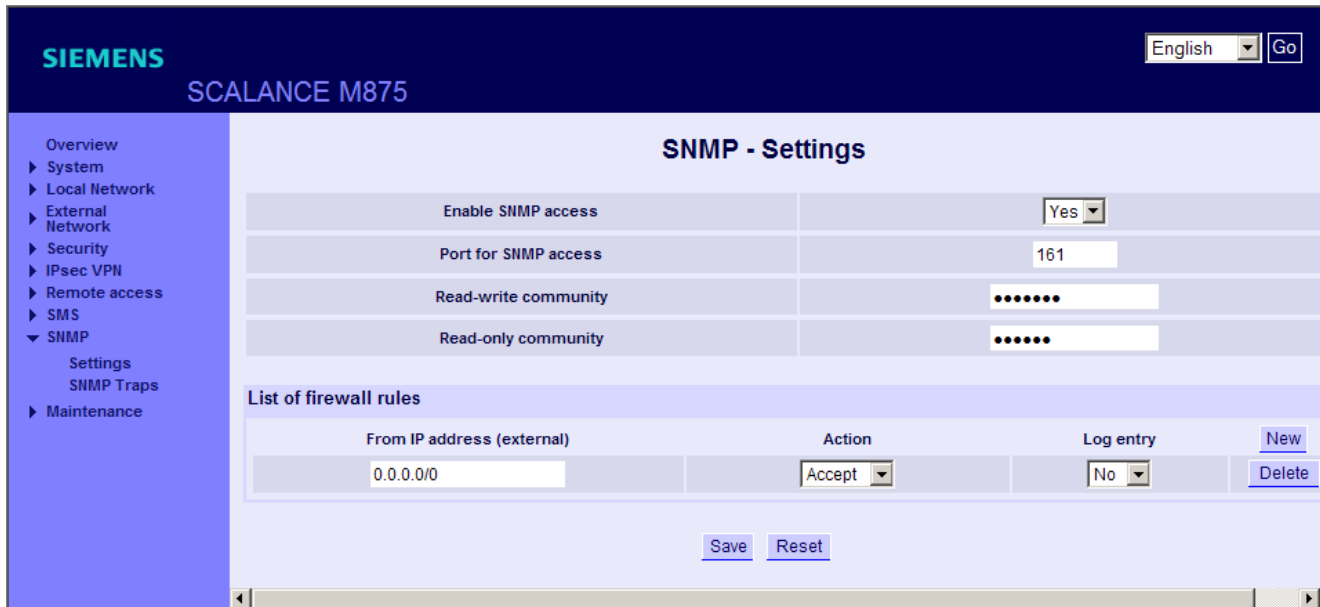 SIEMENS
English Go
SCALANCE M875
Overview
System
Local Network
External
Network
Security
IPsec VPN
Remote access
SMS
SNMP
Settings
SNMP Traps
Maintenance
SNMP - Settings
Enable SNMP access Yes
Port for SNMP access 161
Read-write community •••••••
Read-only community ••••••
List of firewall rules
From IP address (external) Action Log entry New
0.0.0.0/0 Accept No Delete
Save Reset